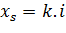 x_s = k.i